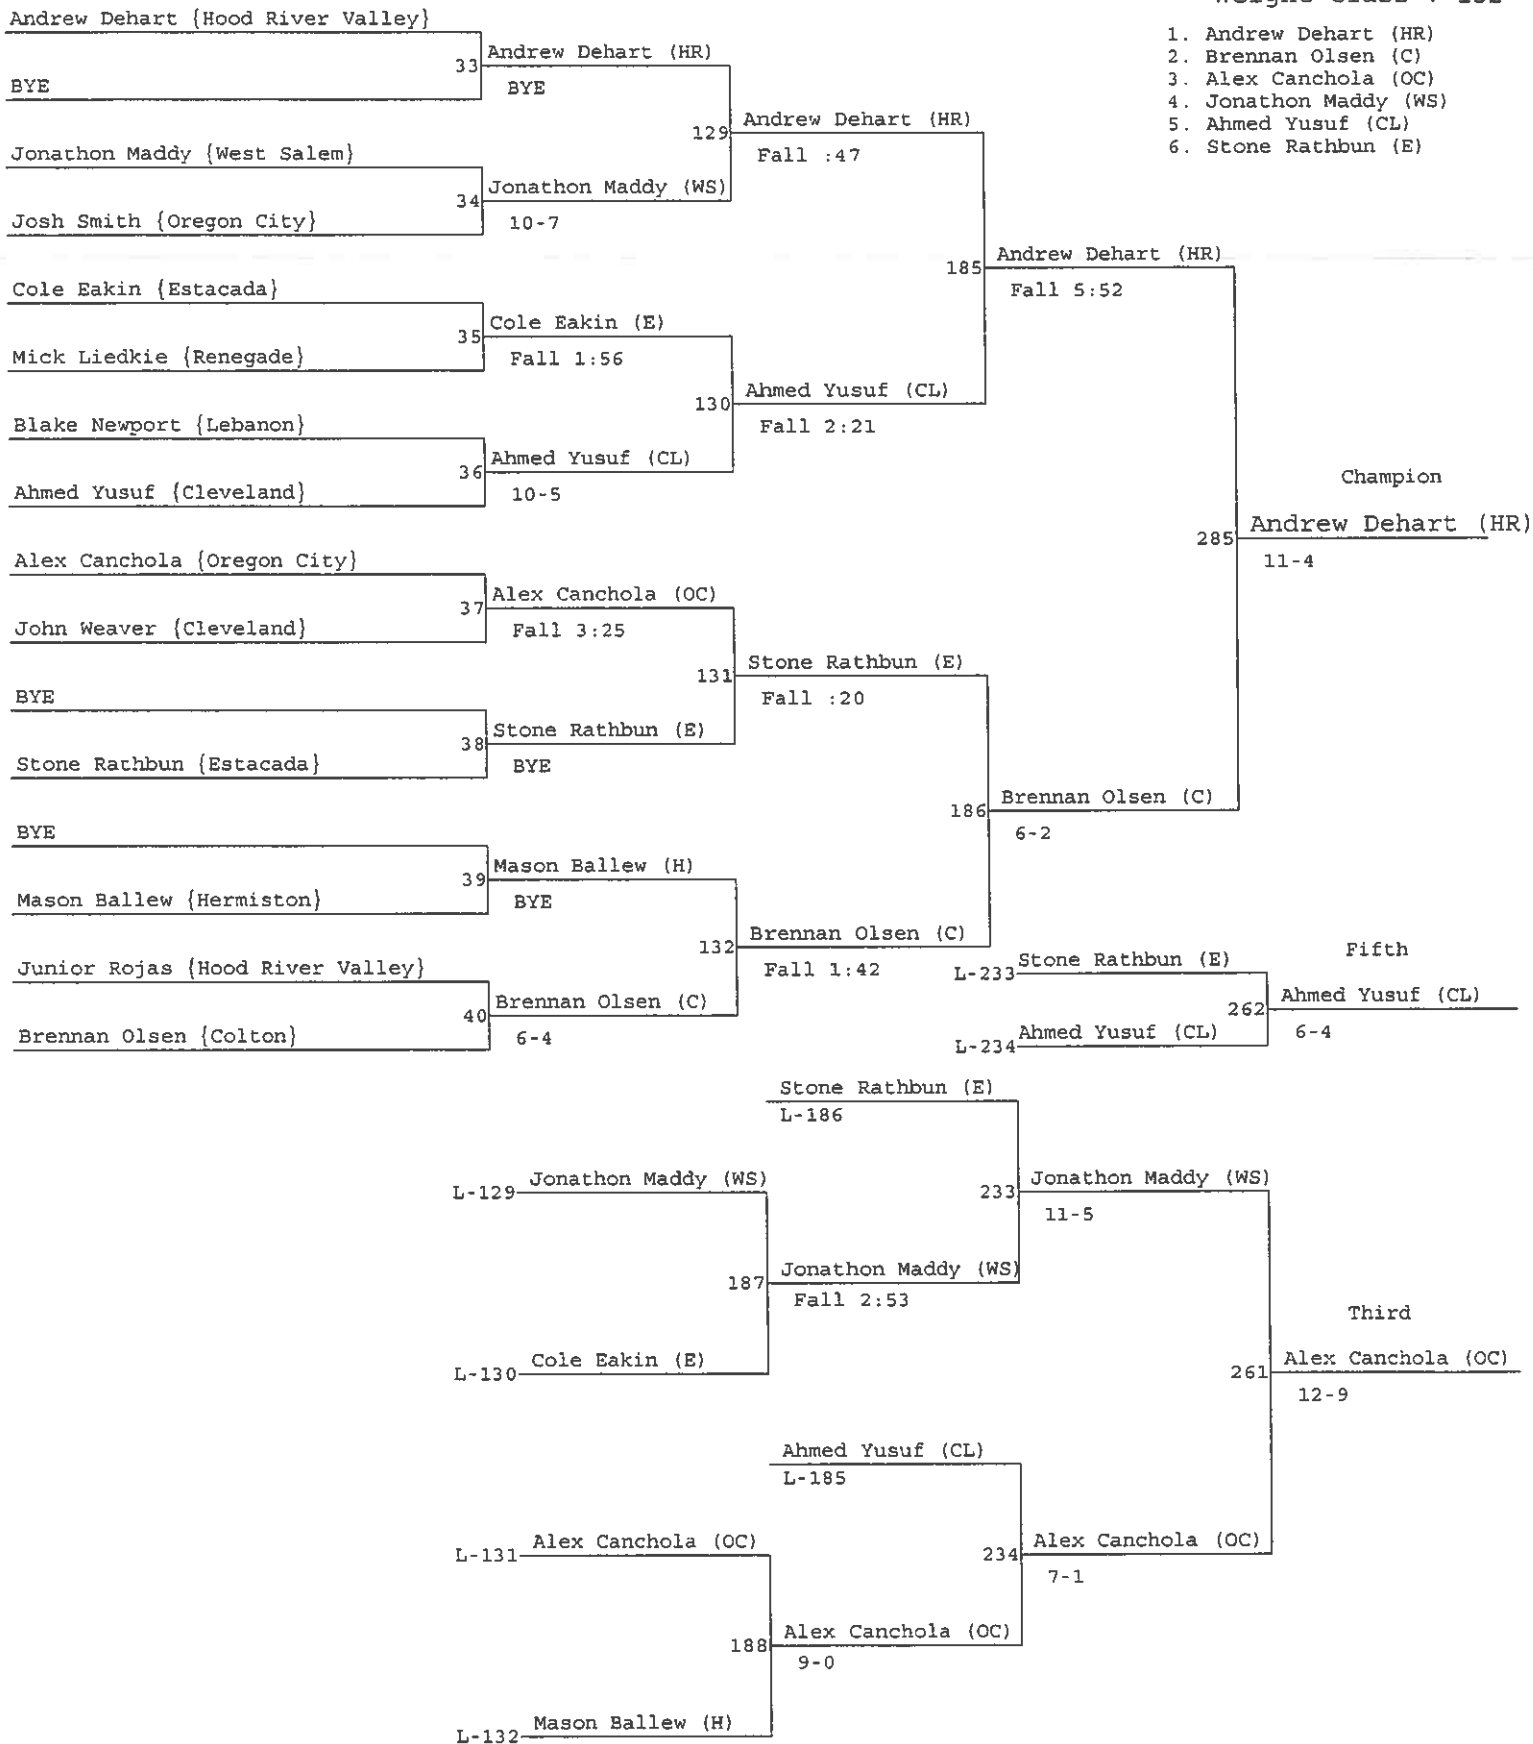 Andrew Dehart {Hood River Valley}
33
Andrew Dehart (HR)
BYE
BYE
129
Andrew Dehart (HR)
Fall :47
Jonathon Maddy {West Salem}
34
Jonathon Maddy (WS)
10-7
Josh Smith {Oregon City}
185
Andrew Dehart (HR)
Fall 5:52
Cole Eakin {Estacada}
35
Cole Eakin (E)
Fall 1:56
Mick Liedkie {Renegade}
130
Ahmed Yusuf (CL)
Fall 2:21
Blake Newport {Lebanon}
36
Ahmed Yusuf (CL)
10-5
Ahmed Yusuf {Cleveland}
1. Andrew Dehart (HR)
2. Brennan Olsen (C)
3. Alex Canchola (OC)
4. Jonathon Maddy (WS)
5. Ahmed Yusuf (CL)
6. Stone Rathbun (E)
Champion
285
Andrew Dehart (HR)
11-4
Alex Canchola {Oregon City}
37
Alex Canchola (OC)
Fall 3:25
John Weaver {Cleveland}
131
Stone Rathbun (E)
Fall :20
BYE
38
Stone Rathbun (E)
BYE
Stone Rathbun {Estacada}
186
Brennan Olsen (C)
6-2
BYE
39
Mason Ballew (H)
BYE
Mason Ballew {Hermiston}
132
Brennan Olsen (C)
Fall 1:42
Junior Rojas {Hood River Valley}
40
Brennan Olsen (C)
6-4
Brennan Olsen {Colton}
Fifth
L-233 Stone Rathbun (E)
262
Ahmed Yusuf (CL)
6-4
L-234 Ahmed Yusuf (CL)
Stone Rathbun (E)
L-186
L-129 Jonathon Maddy (WS)
233
Jonathon Maddy (WS)
11-5
187
Jonathon Maddy (WS)
Fall 2:53
L-130 Cole Eakin (E)
Third
261
Alex Canchola (OC)
12-9
Ahmed Yusuf (CL)
L-185
L-131 Alex Canchola (OC)
234
Alex Canchola (OC)
7-1
188
Alex Canchola (OC)
9-0
L-132 Mason Ballew (H)